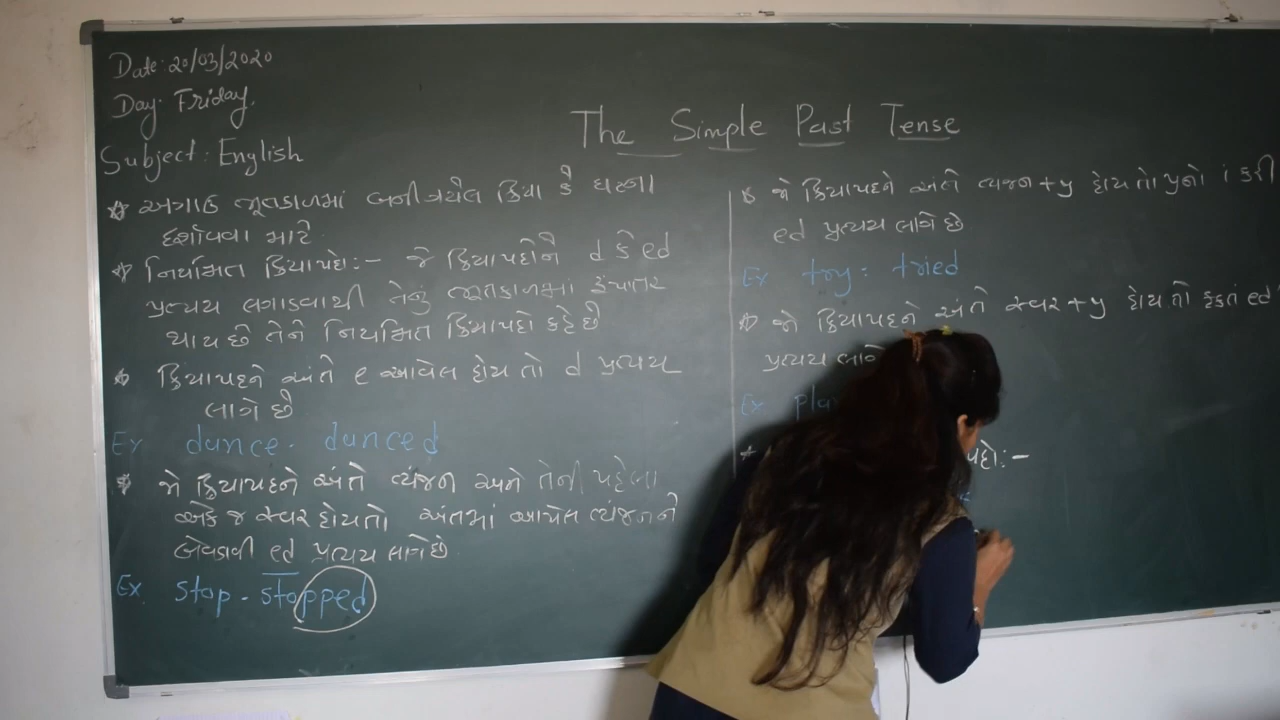 Date: 20/03/2020
Day: Friday.
Subject: English
The Simple Past Tense
અગાઉ ભૂતકાળમાં બની ગયેલ ક્રિયા કે ઘટના
દર્શાવવા માટે
નિયમિત ક્રિયાપદો:- જે ક્રિયાપદોને d કે ed
પ્રત્યય લગાડવાથી તેનું ભૂતકાળમાં રૂપાંતર
થાય છે તેને નિયમિત ક્રિયાપદો કહે છે
ક્રિયાપદને અંતે e આવેલ હોય તો d પ્રત્યય
લાગે છે
Ex dance - danced
જો ક્રિયાપદને અંતે વ્યંજન અને તેની પહેલા
એક જ સ્વર હોય તો અંતમાં આવેલ વ્યંજનને
બેવડાવી ed પ્રત્યય લાગે છે.
Ex. stop - stopped
જો ક્રિયાપદને અંતે વ્યંજન + y હોય તો y નો i કરી
ed પ્રત્યય લાગે છે
Ex try : tried
જો ક્રિયાપદને અંતે સ્વર + y હોય તો ફકત ed
પ્રત્યય લાગે
Ex